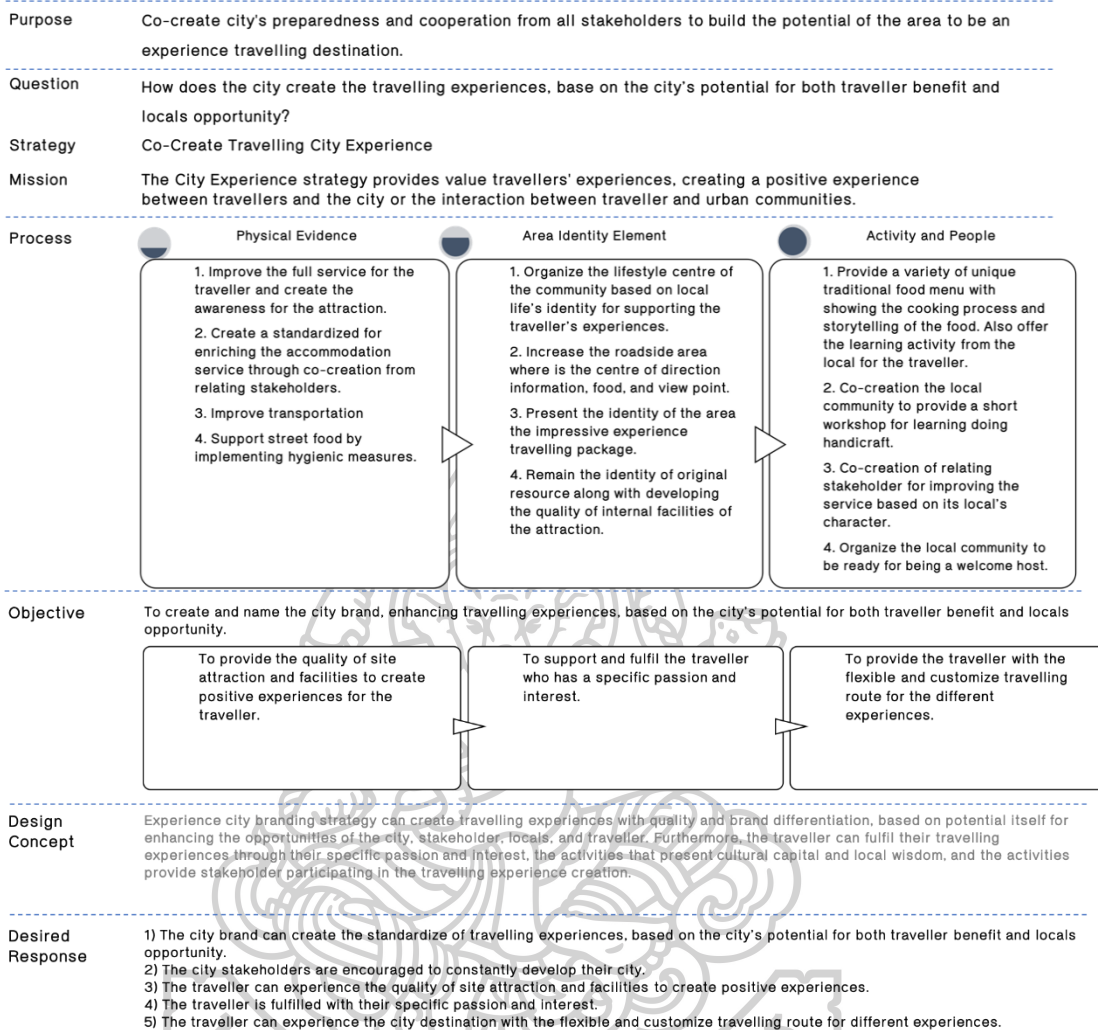 Purpose
Co-create city's preparedness and cooperation from all stakeholders to build the potential of the area to be an
experience travelling destination.
Question
How does the city create the travelling experiences, base on the city's potential for both traveller benefit and
locals opportunity?
Strategy
Co-Create Travelling City Experience
Mission
The City Experience strategy provides value travellers' experiences, creating a positive experience
between travellers and the city or the interaction between traveller and urban communities.
Process
Physical Evidence
1. Improve the full service for the
traveller and create the
awareness for the attraction.
2. Create a standardized for
enriching the accommodation
service through co-creation from
relating stakeholders.
3. Improve transportation
4. Support street food by
implementing hygienic measures.
Area Identity Element
1. Organize the lifestyle centre of
the community based on local
life's identity for supporting the
traveller's experiences.
2. Increase the roadside area
where is the centre of direction
information, food, and view point.
3. Present the identity of the area
the impressive experience
travelling package.
4. Remain the identity of original
resource along with developing
the quality of internal facilities of
the attraction.
Activity and People
1. Provide a variety of unique
traditional food menu with
showing the cooking process and
storytelling of the food. Also offer
the learning activity from the
local for the traveller.
2. Co-creation the local
community to provide a short
workshop for learning doing
handicraft.
3. Co-creation of relating
stakeholder for improving the
service based on its local's
character.
4. Organize the local community to
be ready for being a welcome host.
Objective
To create and name the city brand, enhancing travelling experiences, based on the city's potential for both traveller benefit and locals
opportunity.
To provide the quality of site
attraction and facilities to create
positive experiences for the
traveller.
To support and fulfil the traveller
who has a specific passion and
interest.
To provide the traveller with the
flexible and customize travelling
route for the different
experiences.
Design
Concept
Experience city branding strategy can create travelling experiences with quality and brand differentiation, based on potential itself for
enhancing the opportunities of the city, stakeholder, locals, and traveller. Furthermore, the traveller can fulfil their travelling
experiences through their specific passion and interest, the activities that present cultural capital and local wisdom, and the activities
provide stakeholder participating in the travelling experience creation.
Desired
Response
1) The city brand can create the standardize of travelling experiences, based on the city's potential for both traveller benefit and locals
opportunity.
2) The city stakeholders are encouraged to constantly develop their city.
3) The traveller can experience the quality of site attraction and facilities to create positive experiences.
4) The traveller is fulfilled with their specific passion and interest.
5) The traveller can experience the city destination with the flexible and customize travelling route for different experiences.